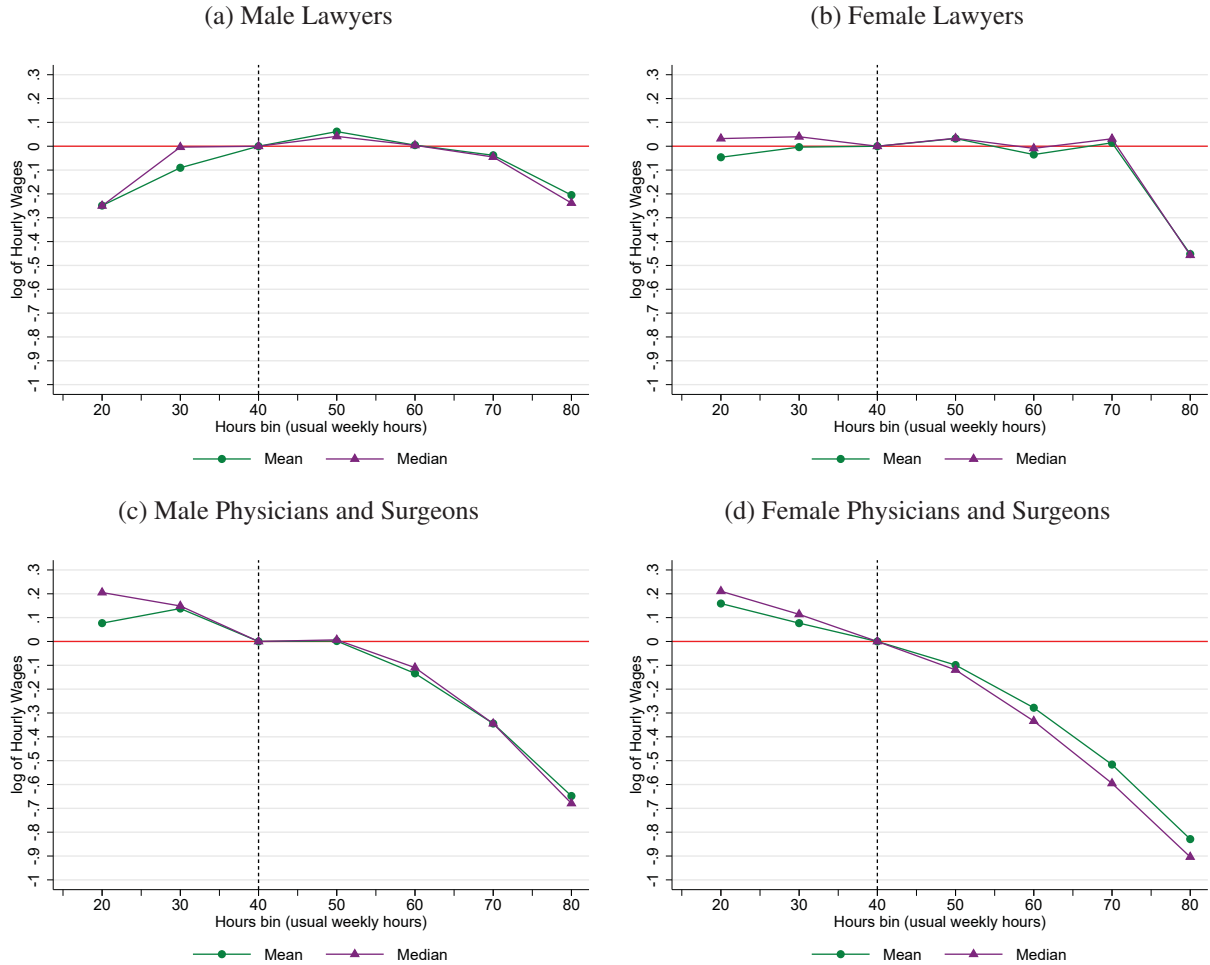 (a) Male Lawyers
(b) Female Lawyers
log of Hourly Wages
-1 -.9 -.8 -.7 -.6 -.5 -.4 -.3 -.2 -.1 0 .1 .2 .3
20 30 40 50 60 70 80
Hours bin (usual weekly hours)
Mean Median
log of Hourly Wages
-1 -.9 -.8 -.7 -.6 -.5 -.4 -.3 -.2 -.1 0 .1 .2 .3
20 30 40 50 60 70 80
Hours bin (usual weekly hours)
Mean Median
(c) Male Physicians and Surgeons
(d) Female Physicians and Surgeons
log of Hourly Wages
-1 -.9 -.8 -.7 -.6 -.5 -.4 -.3 -.2 -.1 0 .1 .2 .3
20 30 40 50 60 70 80
Hours bin (usual weekly hours)
Mean Median
log of Hourly Wages
-1 -.9 -.8 -.7 -.6 -.5 -.4 -.3 -.2 -.1 0 .1 .2 .3
20 30 40 50 60 70 80
Hours bin (usual weekly hours)
Mean Median